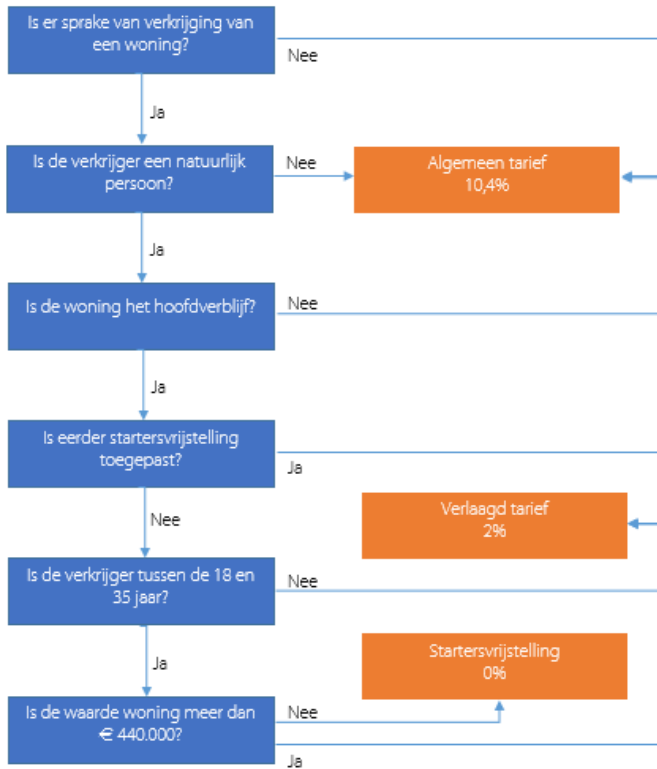 Is er sprake van verkrijging van
een woning?
Nee
Ja
Is de verkrijger een natuurlijk
persoon?
Nee
Algemeen tarief
10,4%
Ja
Is de woning het hoofdverblijf?
Nee
Ja
Is eerder startersvrijstelling
toegepast?
Ja
Nee
Verlaagd tarief
2%
Is de verkrijger tussen de 18 en
35 jaar?
Nee
Ja
Startersvrijstelling
0%
Is de waarde woning meer dan
€ 440.000?
Nee
Ja